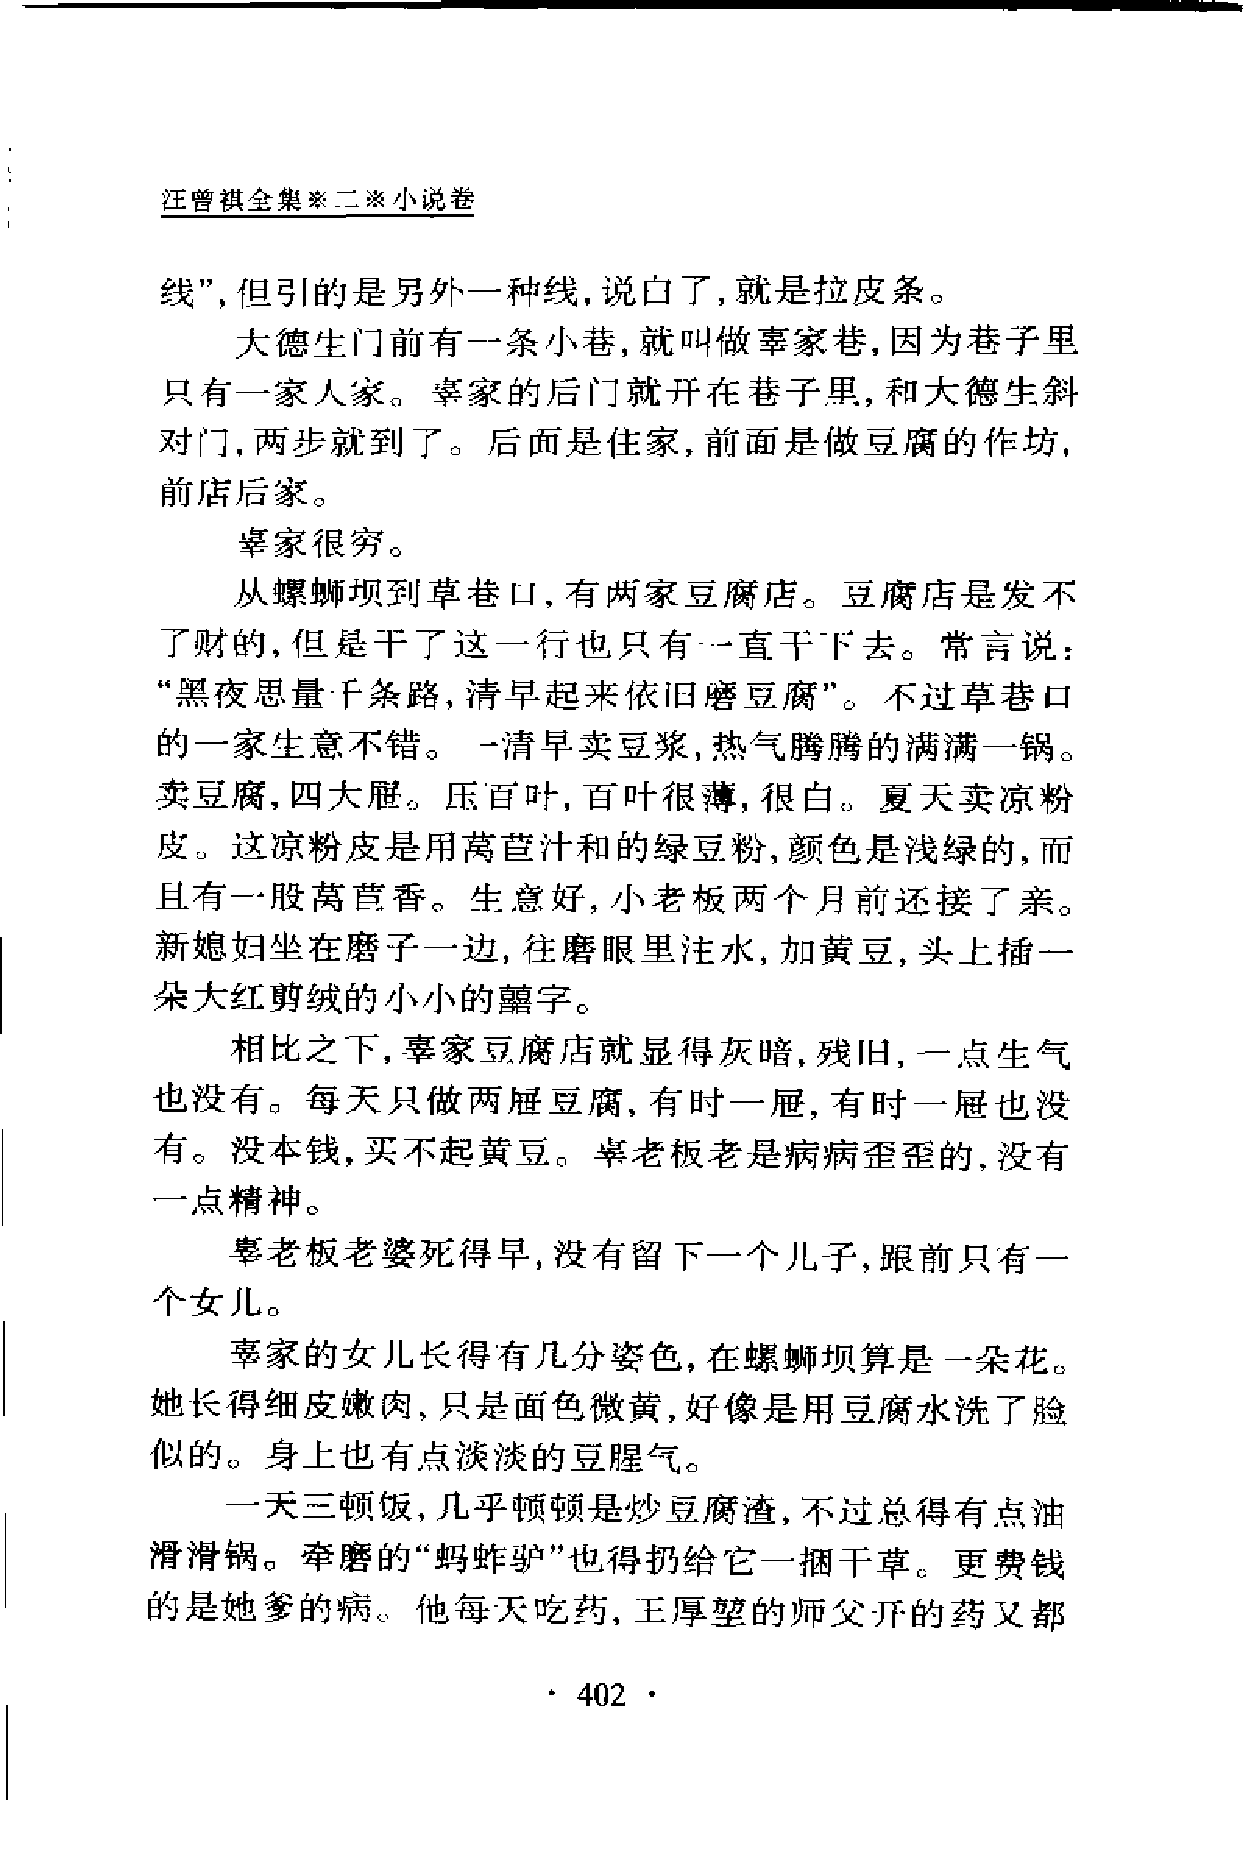 汪曾祺全集※二※小说卷
线”,但引的是另外一种线,说白了,就是拉皮条。
大德生门前有一条小巷,就叫做辜家巷,因为巷子里
只有一家人家。辜家的后门就开在巷子里,和大德生斜
对门,两步就到了。后面是住家,前面是做豆腐的作坊,
前店后家。
辜家很穷。
从螺蛳坝到草巷口,有两家豆腐店。豆腐店是发不
了财的,但是干了这一行也只有一直干下去。常言说:
“黑夜思量千条路,清早起来依旧磨豆腐”。不过草巷口
的一家生意不错。一清早卖豆浆,热气腾腾的满满一锅。
卖豆腐,四大屉。压百叶,百叶很薄,很白。夏天卖凉粉
皮。这凉粉皮是用莴苣汁和的绿豆粉,颜色是浅绿的,而
且有一股莴苣香。生意好,小老板两个月前还接了亲。
新媳妇坐在磨子一边,往磨眼里注水,加黄豆,头上插一
朵大红剪绒的小小的囍字。
相比之下,辜家豆腐店就显得灰暗,残旧,一点生气
也没有。每天只做两屉豆腐,有时一屉,有时一屉也没
有。没本钱,买不起黄豆。辜老板老是病病歪歪的,没有
一点精神。
辜老板老婆死得早,没有留下一个儿子,跟前只有一
个女儿。
辜家的女儿长得有几分姿色,在螺蛳坝算是一朵花。
她长得细皮嫩肉,只是面色微黄,好像是用豆腐水洗了脸
似的。身上也有点淡淡的豆腥气。
一天三顿饭,几乎顿顿是炒豆腐渣,不过总得有点油
滑滑锅。牵磨的“蚂蚱驴”也得扔给它一捆干草。更费钱
的是她爹的病。他每天吃药,王厚堃的师父开的药又都
· 402 ·